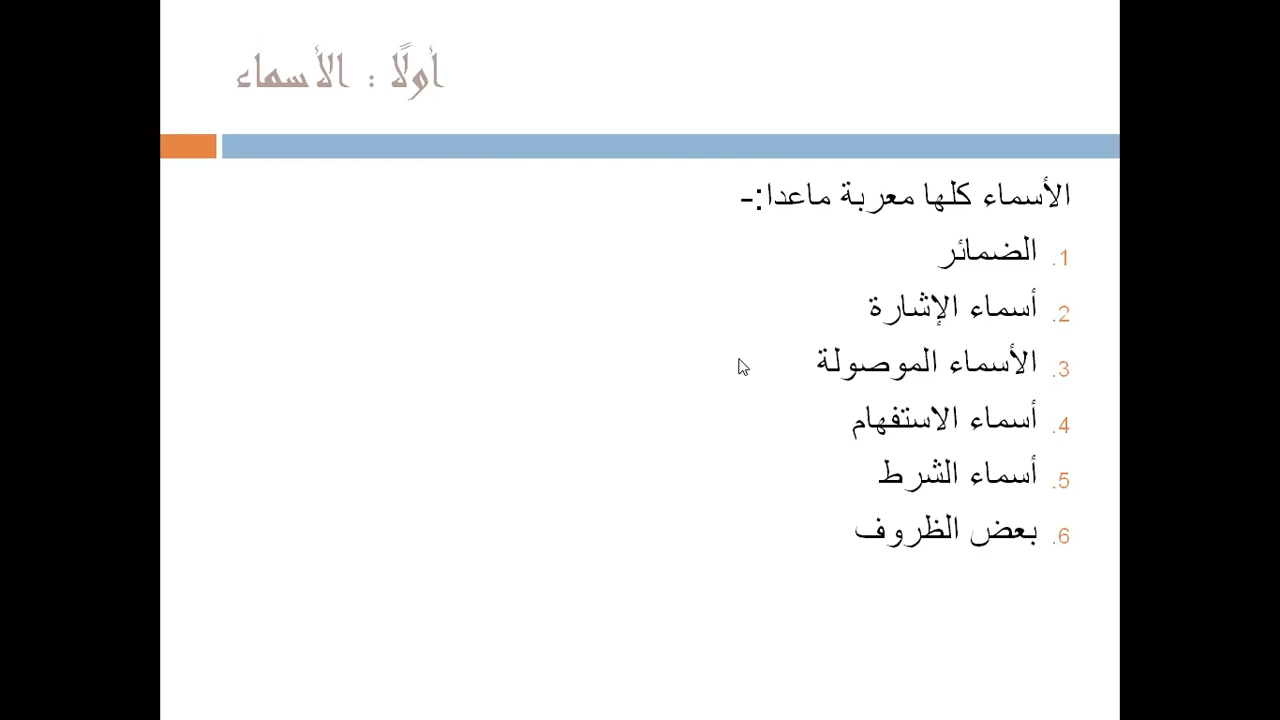 أولًا : الأسماء
الأسماء كلها معربة ماعدا:-
1. الضمائر
2. أسماء الإشارة
3. الأسماء الموصولة
4. أسماء الاستفهام
5. أسماء الشرط
6. بعض الظروف